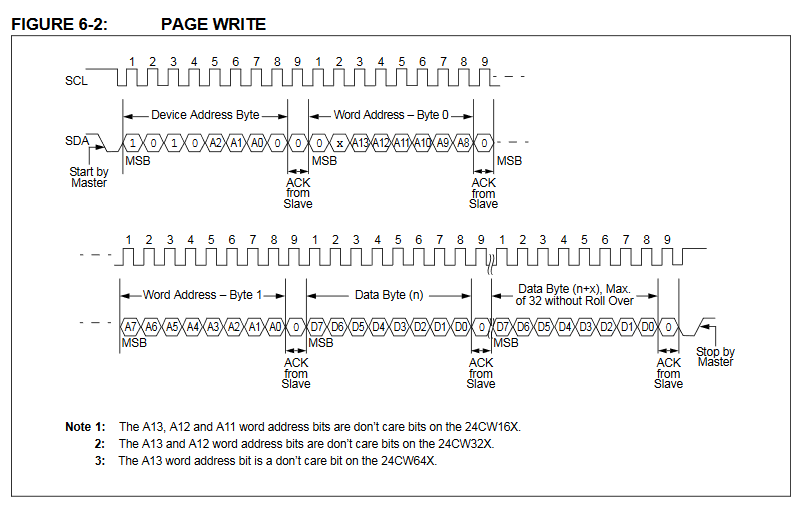 FIGURE 6-2: PAGE WRITE
1 2 3 4 5 6 7 8 9 1 2 3 4 5 6 7 8 9
SCL
Device Address Byte Word Address – Byte 0
SDA 1 0 1 0 A2 A1 A0 0 0 0 x A13 A12 A11 A10 A9 A8 0
MSB MSB MSB
Start by
Master
ACK
from
Slave
ACK
from
Slave
1 2 3 4 5 6 7 8 9 1 2 3 4 5 6 7 8 9 1 2 3 4 5 6 7 8 9
Word Address – Byte 1 Data Byte (n) Data Byte (n+x), Max.
of 32 without Roll Over
A7 A6 A5 A4 A3 A2 A1 A0 0 D7 D6 D5 D4 D3 D2 D1 D0 0 D7 D6 D5 D4 D3 D2 D1 D0 0
MSB MSB MSB
ACK
from
Slave
ACK
from
Slave
ACK
from
Slave
Stop by
Master
Note 1: The A13, A12 and A11 word address bits are don't care bits on the 24CW16X.
2: The A13 and A12 word address bits are don't care bits on the 24CW32X.
3: The A13 word address bit is a don't care bit on the 24CW64X.